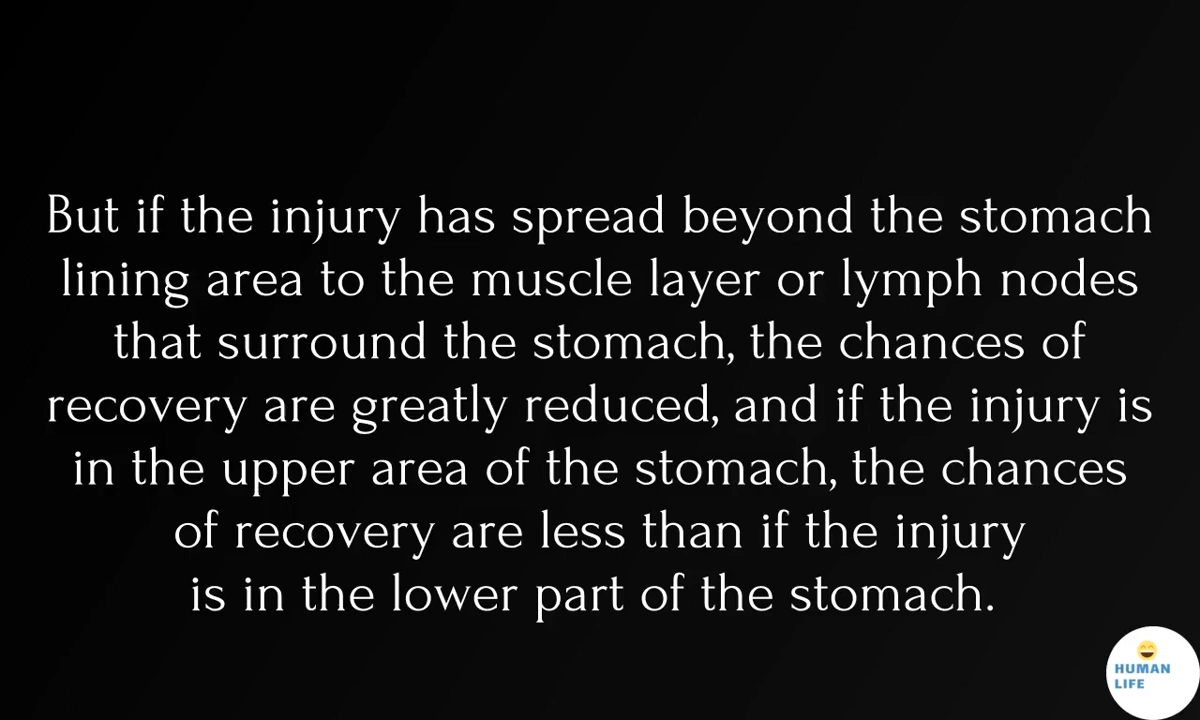 But if the injury has spread beyond the stomach
lining area to the muscle layer or lymph nodes
that surround the stomach, the chances of
recovery are greatly reduced, and if the injury is
in the upper area of the stomach, the chances
of recovery are less than if the injury
is in the lower part of the stomach.
HUMAN
LIFE